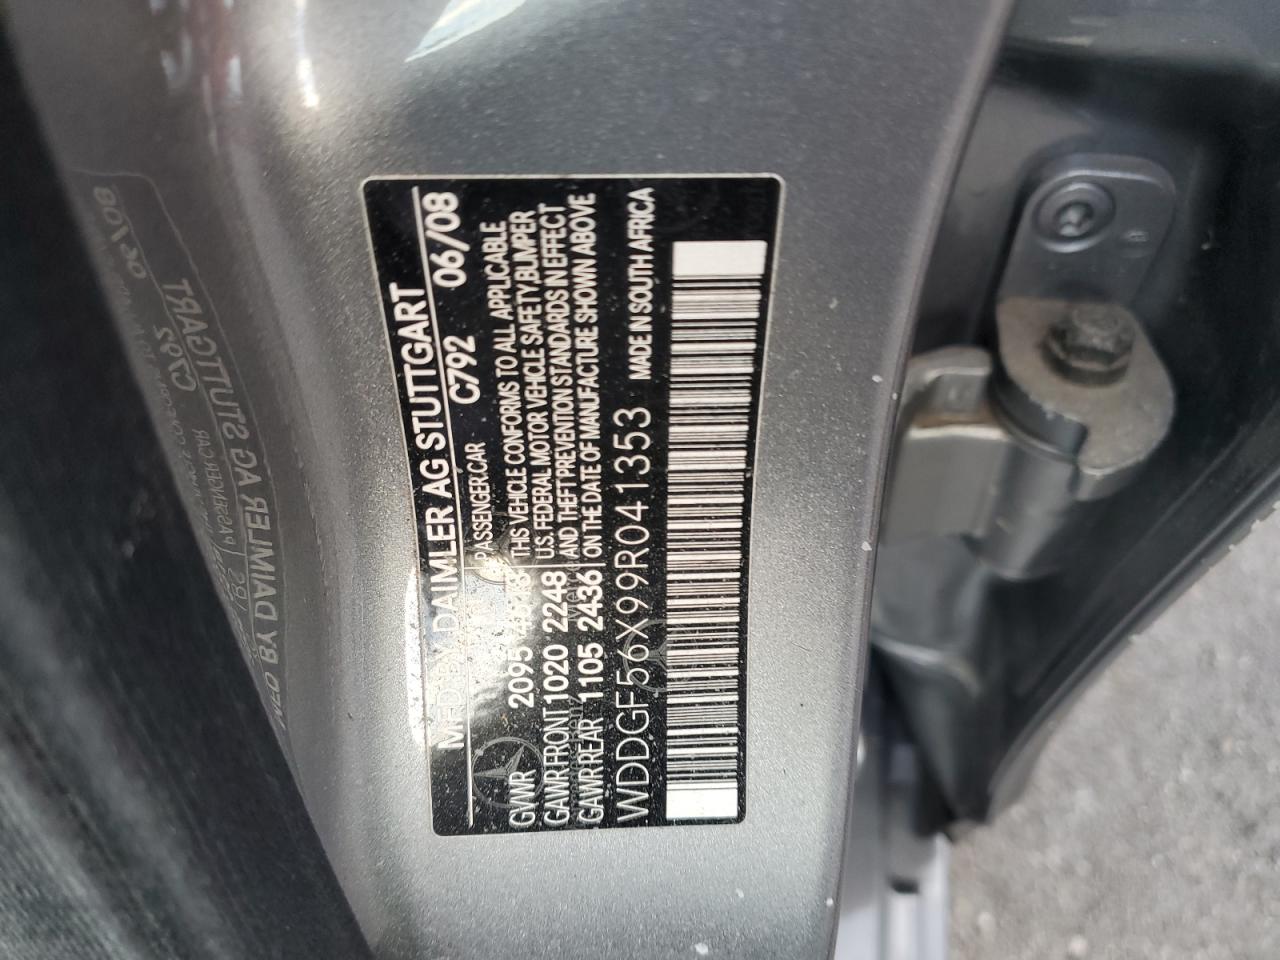 MFD BY DAIMLER AG STUTTGART
PASSENGER CAR C792 06/08
GVWR 2095 THIS VEHICLE CONFORMS TO ALL APPLICABLE
GAWR FRONT 1020 2248 U.S. FEDERAL MOTOR VEHICLE SAFETY, BUMPER
GAWR REAR 1105 2436 AND THEFT PREVENTION STANDARDS IN EFFECT
ON THE DATE OF MANUFACTURE SHOWN ABOVE
WDDGF56X99R041353 MADE IN SOUTH AFRICA